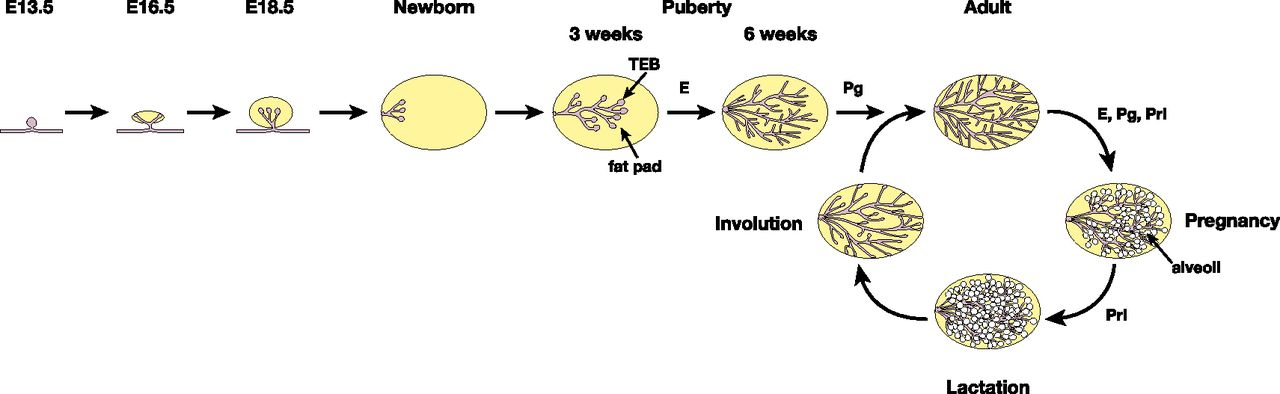 E13.5
E16.5
E18.5
Newborn
Puberty
Adult
3 weeks
6 weeks
TEB
E
Pg
fat pad
E, Pg, Prl
Involution
Pregnancy
alveoli
Prl
Lactation